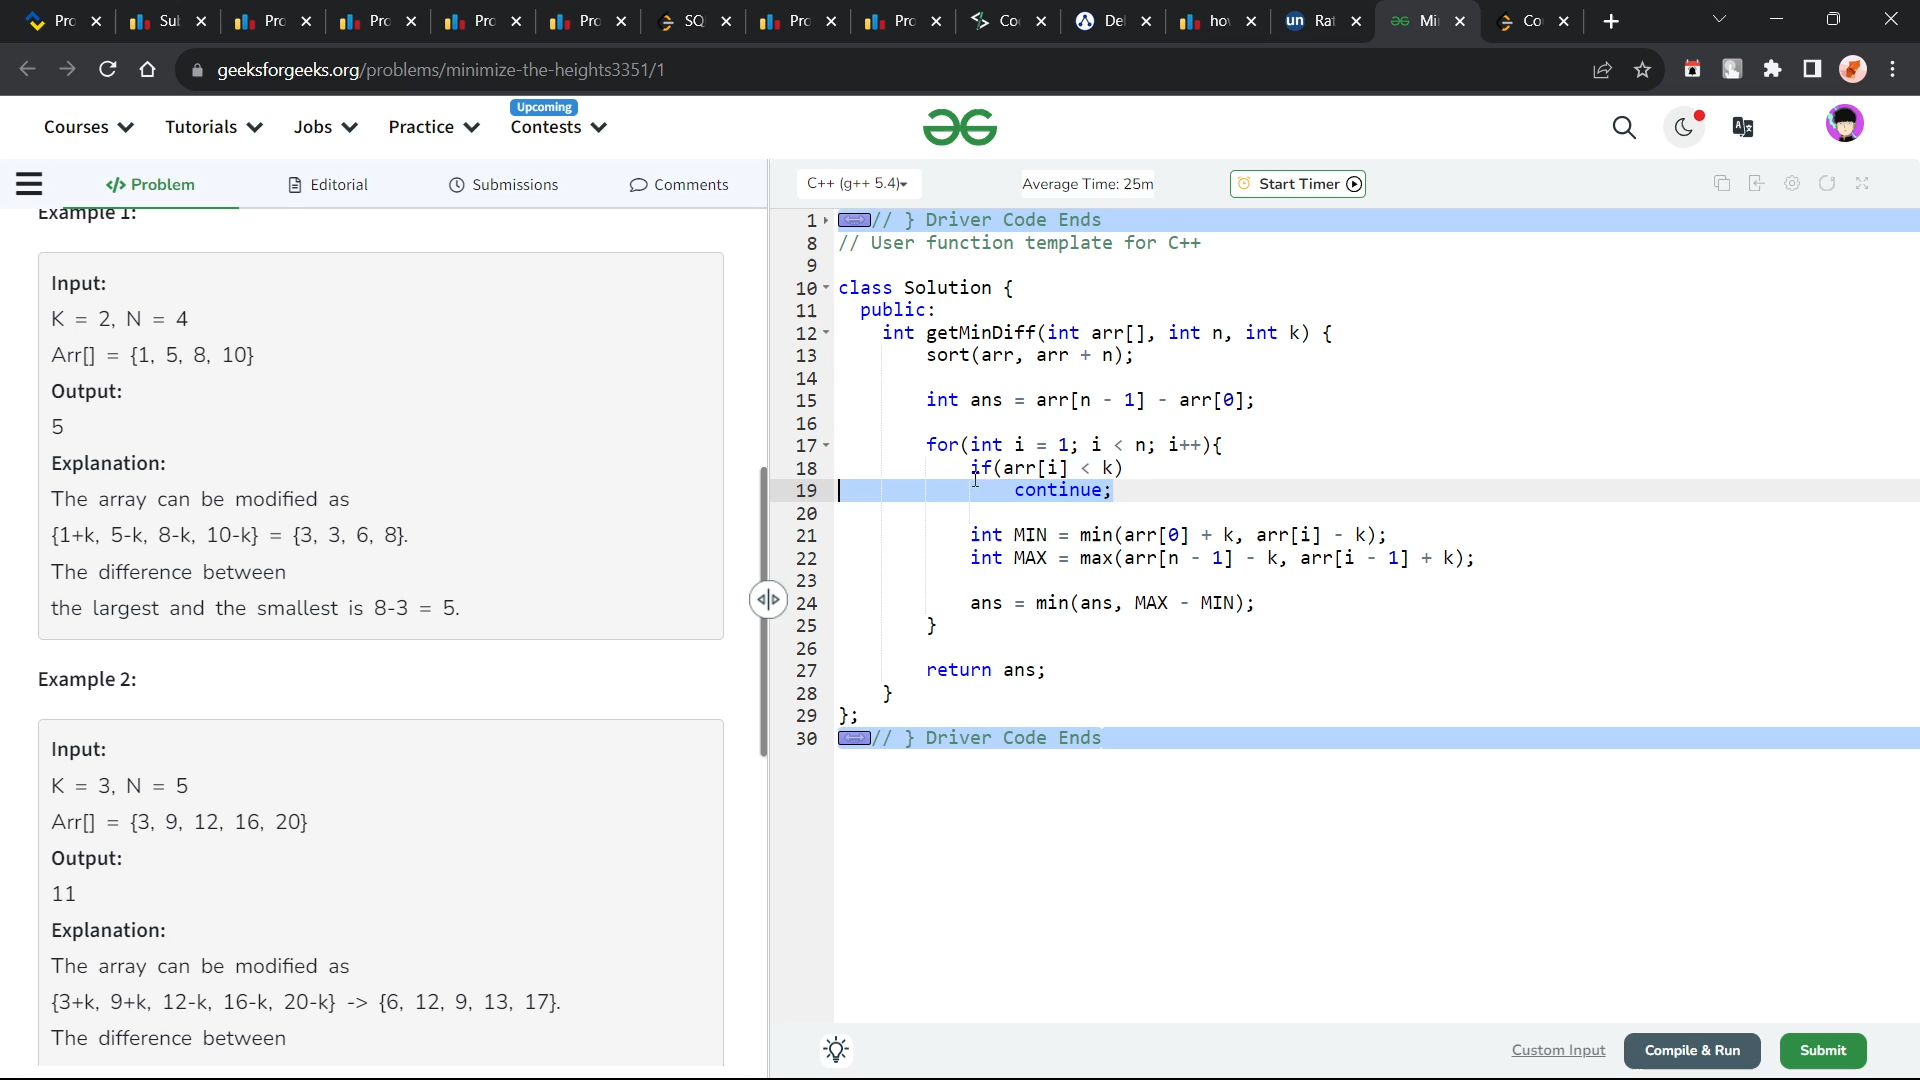 Pro
Sul
Pro
Pro
Pro
Pro
SQ
Pro
Pro
Co
De
hov
un Rat
Mi
Co
geeksforgeeks.org/problems/minimize-the-heights3351/1
Upcoming
Courses Tutorials Jobs Practice Contests
Problem Editorial Submissions Comments
Example 1:
Input:
K = 2, N = 4
Arr[] = {1, 5, 8, 10}
Output:
5
Explanation:
The array can be modified as
{1+k, 5-k, 8-k, 10-k} = {3, 3, 6, 8}.
The difference between
the largest and the smallest is 8-3 = 5.
Example 2:
Input:
K = 3, N = 5
Arr[] = {3, 9, 12, 16, 20}
Output:
11
Explanation:
The array can be modified as
{3+k, 9+k, 12-k, 16-k, 20-k} -> {6, 12, 9, 13, 17}.
The difference between
C++ (g++ 5.4) Average Time: 25m Start Timer
1 // } Driver Code Ends
8 // User function template for C++
9
10 class Solution {
11 public:
12 int getMinDiff(int arr[], int n, int k) {
13 sort(arr, arr + n);
14
15 int ans = arr[n - 1] - arr[0];
16
17 for(int i = 1; i < n; i++){
18 if(arr[i] < k)
19 continue;
20
21 int MIN = min(arr[0] + k, arr[i] - k);
22 int MAX = max(arr[n - 1] - k, arr[i - 1] + k);
23
24 ans = min(ans, MAX - MIN);
25 }
26
27 return ans;
28 }
29 };
30 // } Driver Code Ends
Custom Input Compile & Run Submit